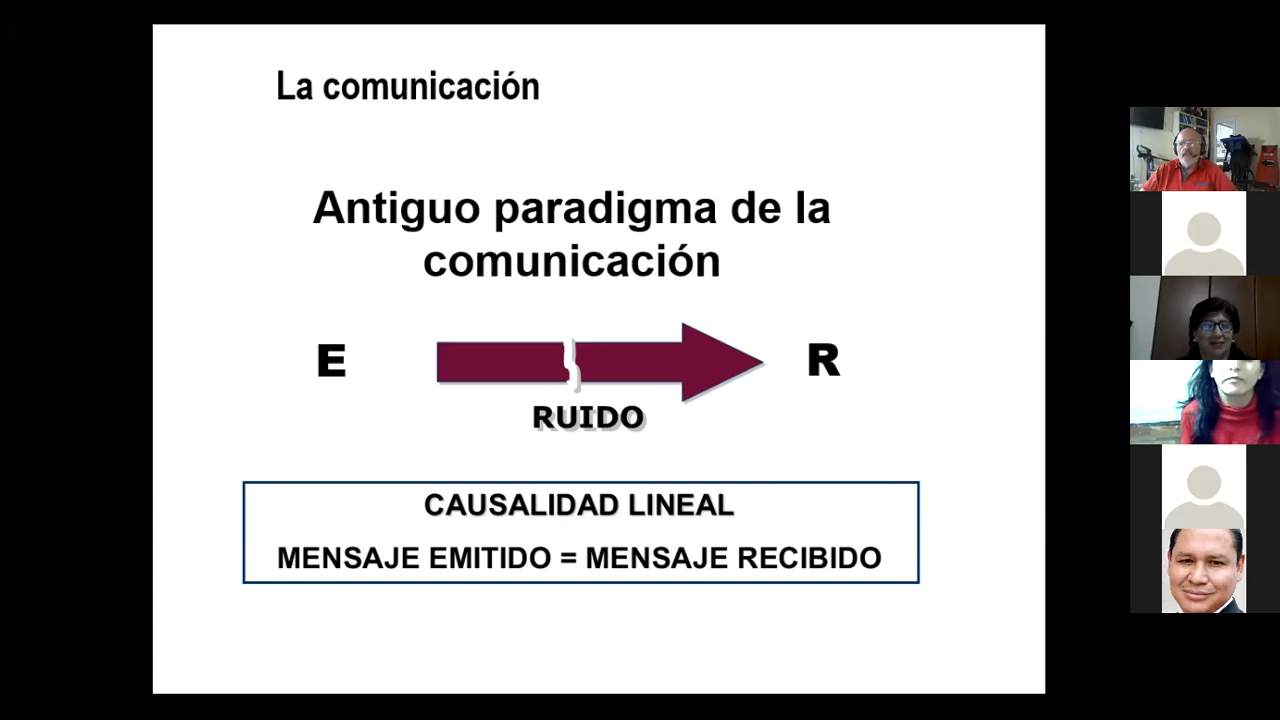 La comunicación
Antiguo paradigma de la
comunicación
E
R
RUIDO
CAUSALIDAD LINEAL
MENSAJE EMITIDO = MENSAJE RECIBIDO